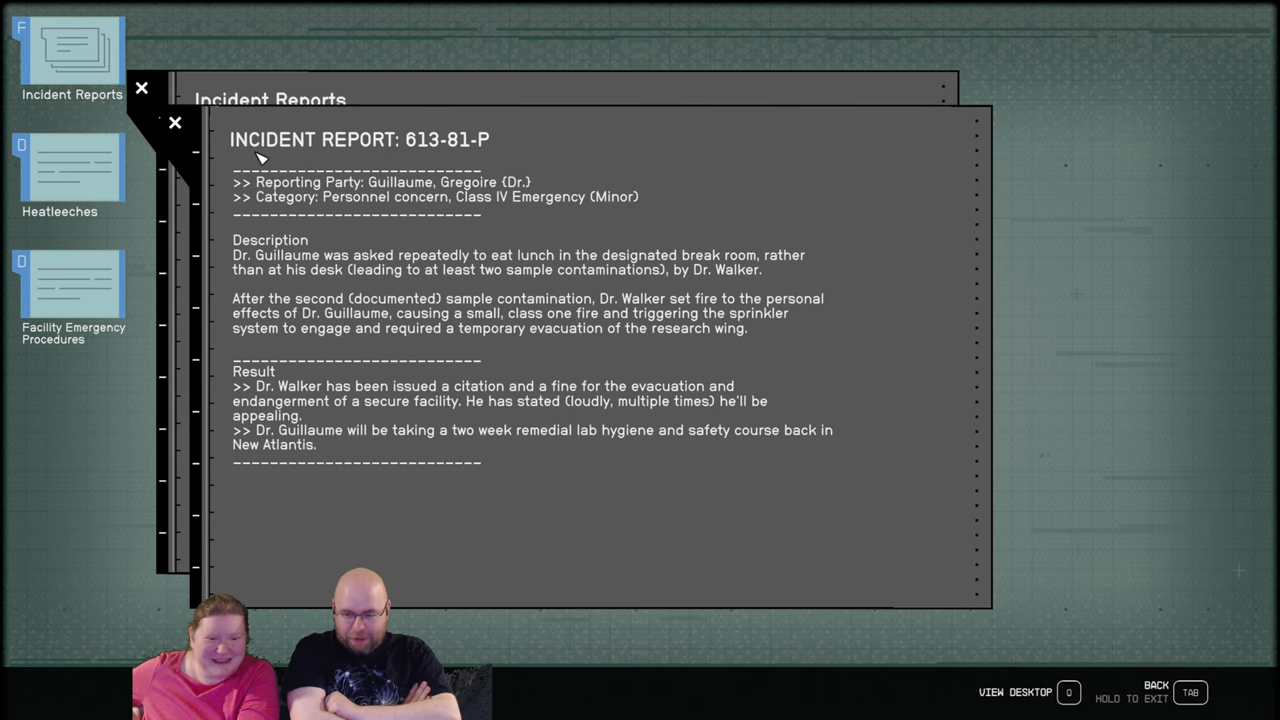 F
Incident Reports
D
Heatleeches
D
Facility Emergency
Procedures
Incident Reports
INCIDENT REPORT: 613-81-P
__________________________
>> Reporting Party: Guillaume, Gregoire {Dr.}
>> Category: Personnel concern, Class IV Emergency (Minor)
__________________________
Description
Dr. Guillaume was asked repeatedly to eat lunch in the designated break room, rather
than at his desk (leading to at least two sample contaminations), by Dr. Walker.
After the second (documented) sample contamination, Dr. Walker set fire to the personal
effects of Dr. Guillaume, causing a small, class one fire and triggering the sprinkler
system to engage and required a temporary evacuation of the research wing.
__________________________
Result
>> Dr. Walker has been issued a citation and a fine for the evacuation and
endangerment of a secure facility. He has stated (loudly, multiple times) he'll be
appealing.
>> Dr. Guillaume will be taking a two week remedial lab hygiene and safety course back in
New Atlantis.
__________________________
VIEW DESKTOP Q
BACK
HOLD TO EXIT TAB